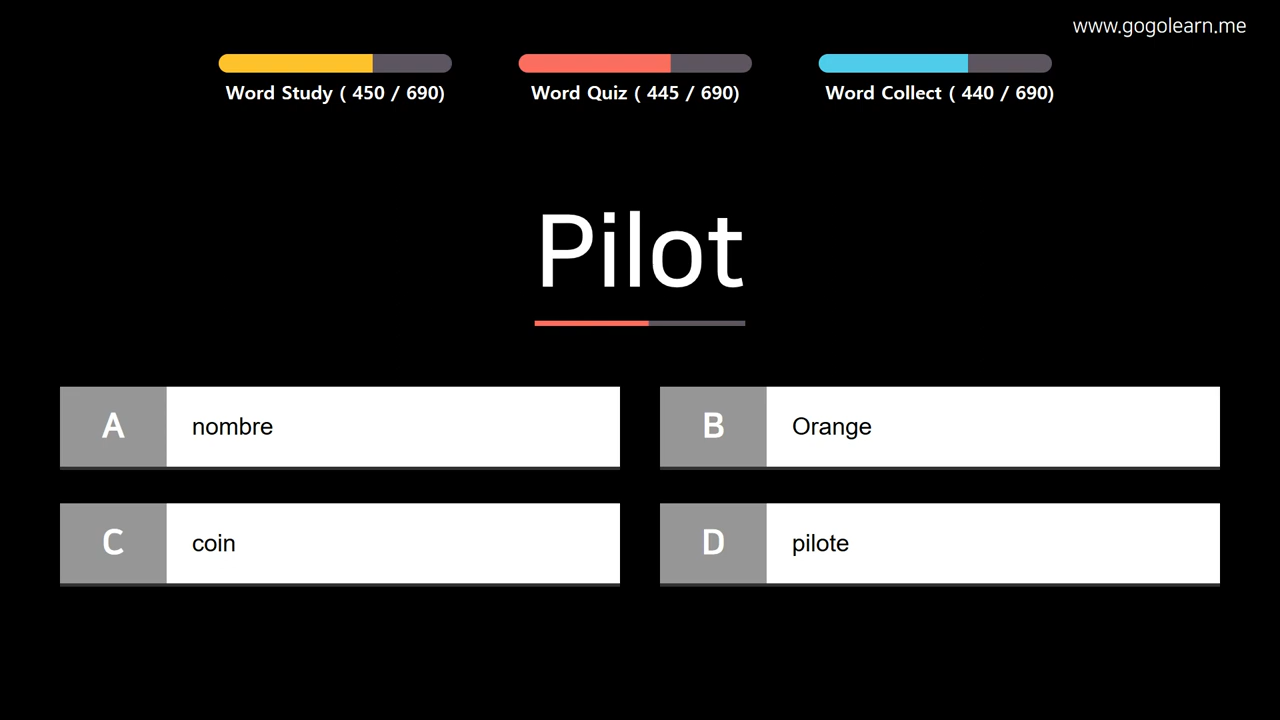 www.gogolearn.me
Word Study ( 450 / 690)
Word Quiz ( 445 / 690)
Word Collect ( 440 / 690)
Pilot
A nombre
B Orange
C coin
D pilote